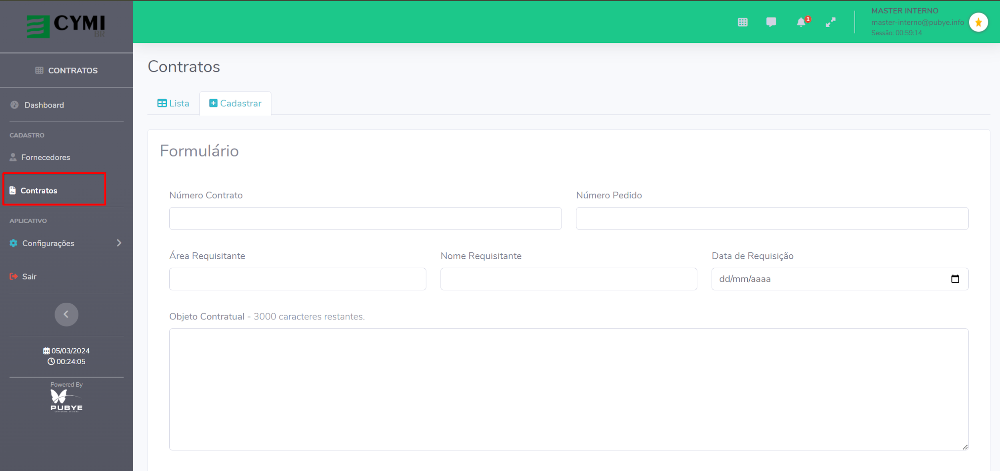 CYMI
BR
CONTRATOS
Dashboard
CADASTRO
Fornecedores
Contratos
APLICATIVO
Configurações
Sair
05/03/2024
00:24:05
Powered By
PUBYE
CORPORATE SYSTEMS
1
MASTER INTERNO
master-interno@pubye.info
Sessão: 00:59:14
Contratos
Lista
Cadastrar
Formulário
Número Contrato
Número Pedido
Área Requisitante
Nome Requisitante
Data de Requisição
dd/mm/aaaa
Objeto Contratual - 3000 caracteres restantes.